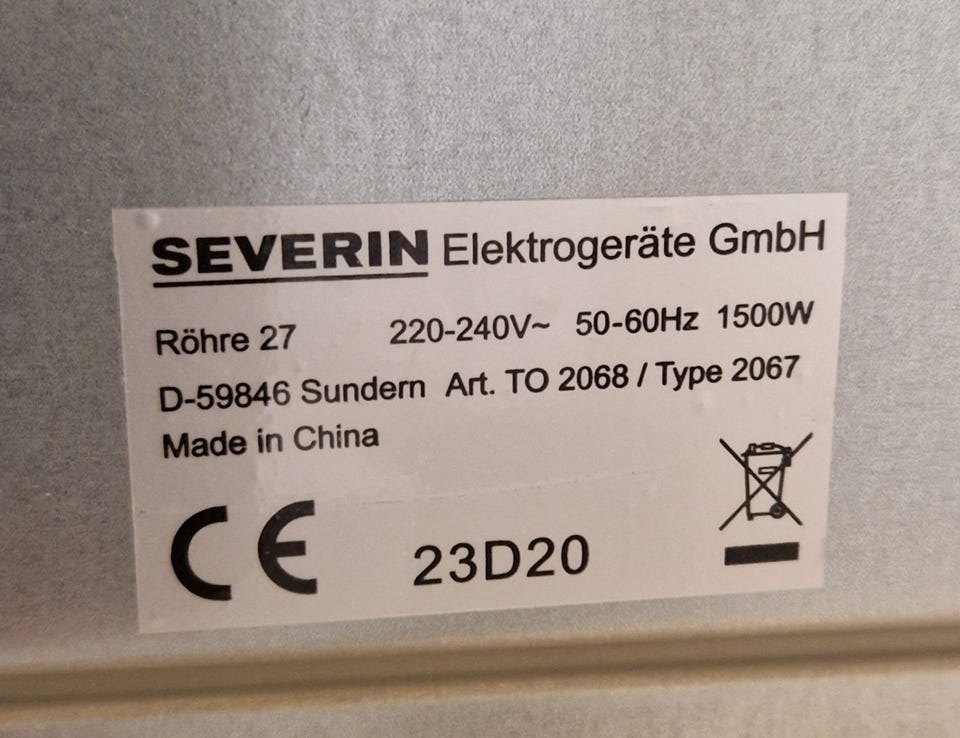 SEVERIN Elektrogeräte GmbH
Röhre 27 220-240V~ 50-60Hz 1500W
D-59846 Sundern Art. TO 2068 / Type 2067
Made in China
CE 23D20